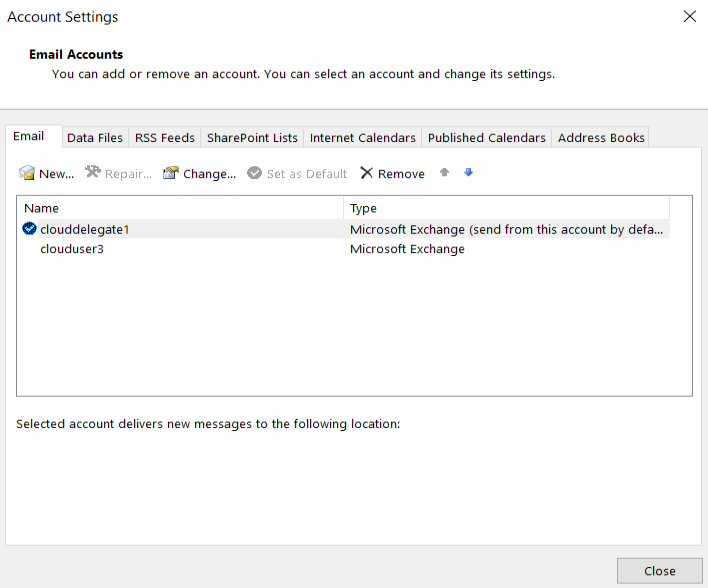 Account Settings
Email Accounts
You can add or remove an account. You can select an account and change its settings.
Email Data Files RSS Feeds SharePoint Lists Internet Calendars Published Calendars Address Books
New... Repair... Change... Set as Default Remove
Name Type
clouddelegate1 Microsoft Exchange (send from this account by defa...
clouduser3 Microsoft Exchange
Selected account delivers new messages to the following location:
Close